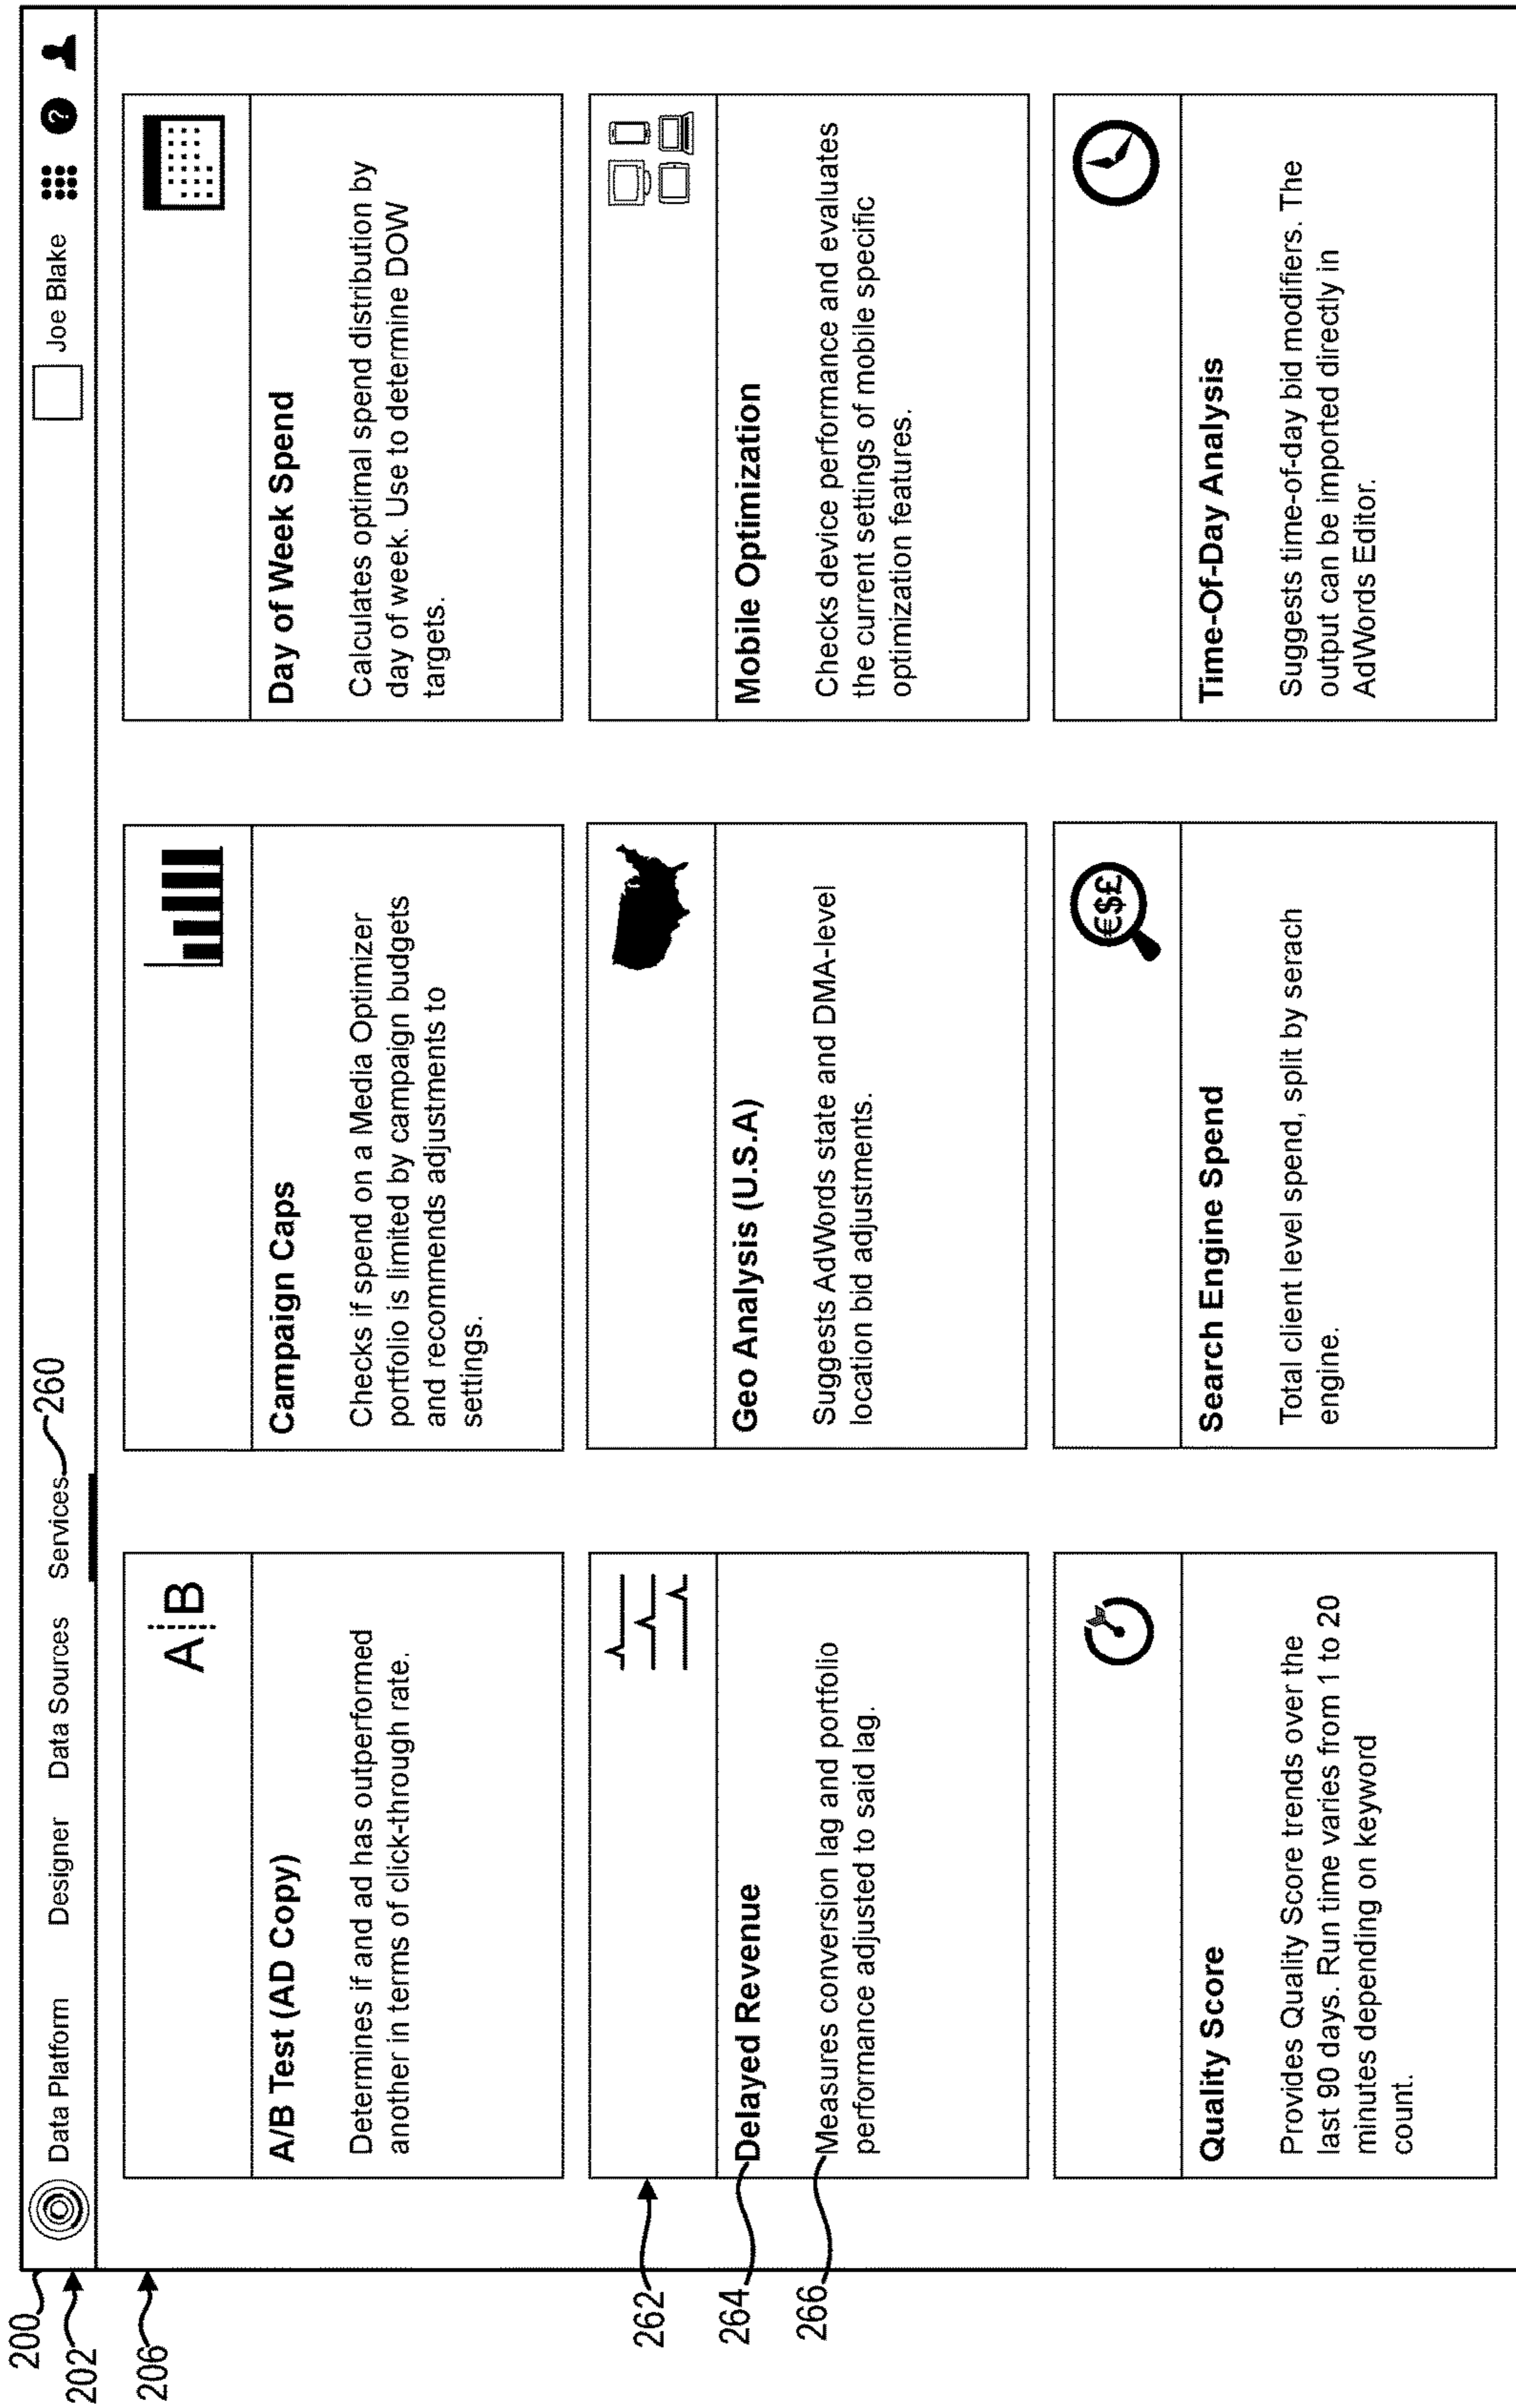 200
202
206
Data Platform
Designer
Data Sources
Services
260
Joe Blake
?
A B
A/B Test (AD Copy)
Determines if and ad has outperformed
another in terms of click-through rate.
Campaign Caps
Checks if spend on a Media Optimizer
portfolio is limited by campaign budgets
and recommends adjustments to
settings.
Day of Week Spend
Calculates optimal spend distribution by
day of week. Use to determine DOW
targets.
262
264
266
Delayed Revenue
Measures conversion lag and portfolio
performance adjusted to said lag.
Geo Analysis (U.S.A)
Suggests AdWords state and DMA-level
location bid adjustments.
Mobile Optimization
Checks device performance and evaluates
the current settings of mobile specific
optimization features.
Quality Score
Provides Quality Score trends over the
last 90 days. Run time varies from 1 to 20
minutes depending on keyword
count.
€$£
Search Engine Spend
Total client level spend, split by serach
engine.
Time-Of-Day Analysis
Suggests time-of-day bid modifiers. The
output can be imported directly in
AdWords Editor.